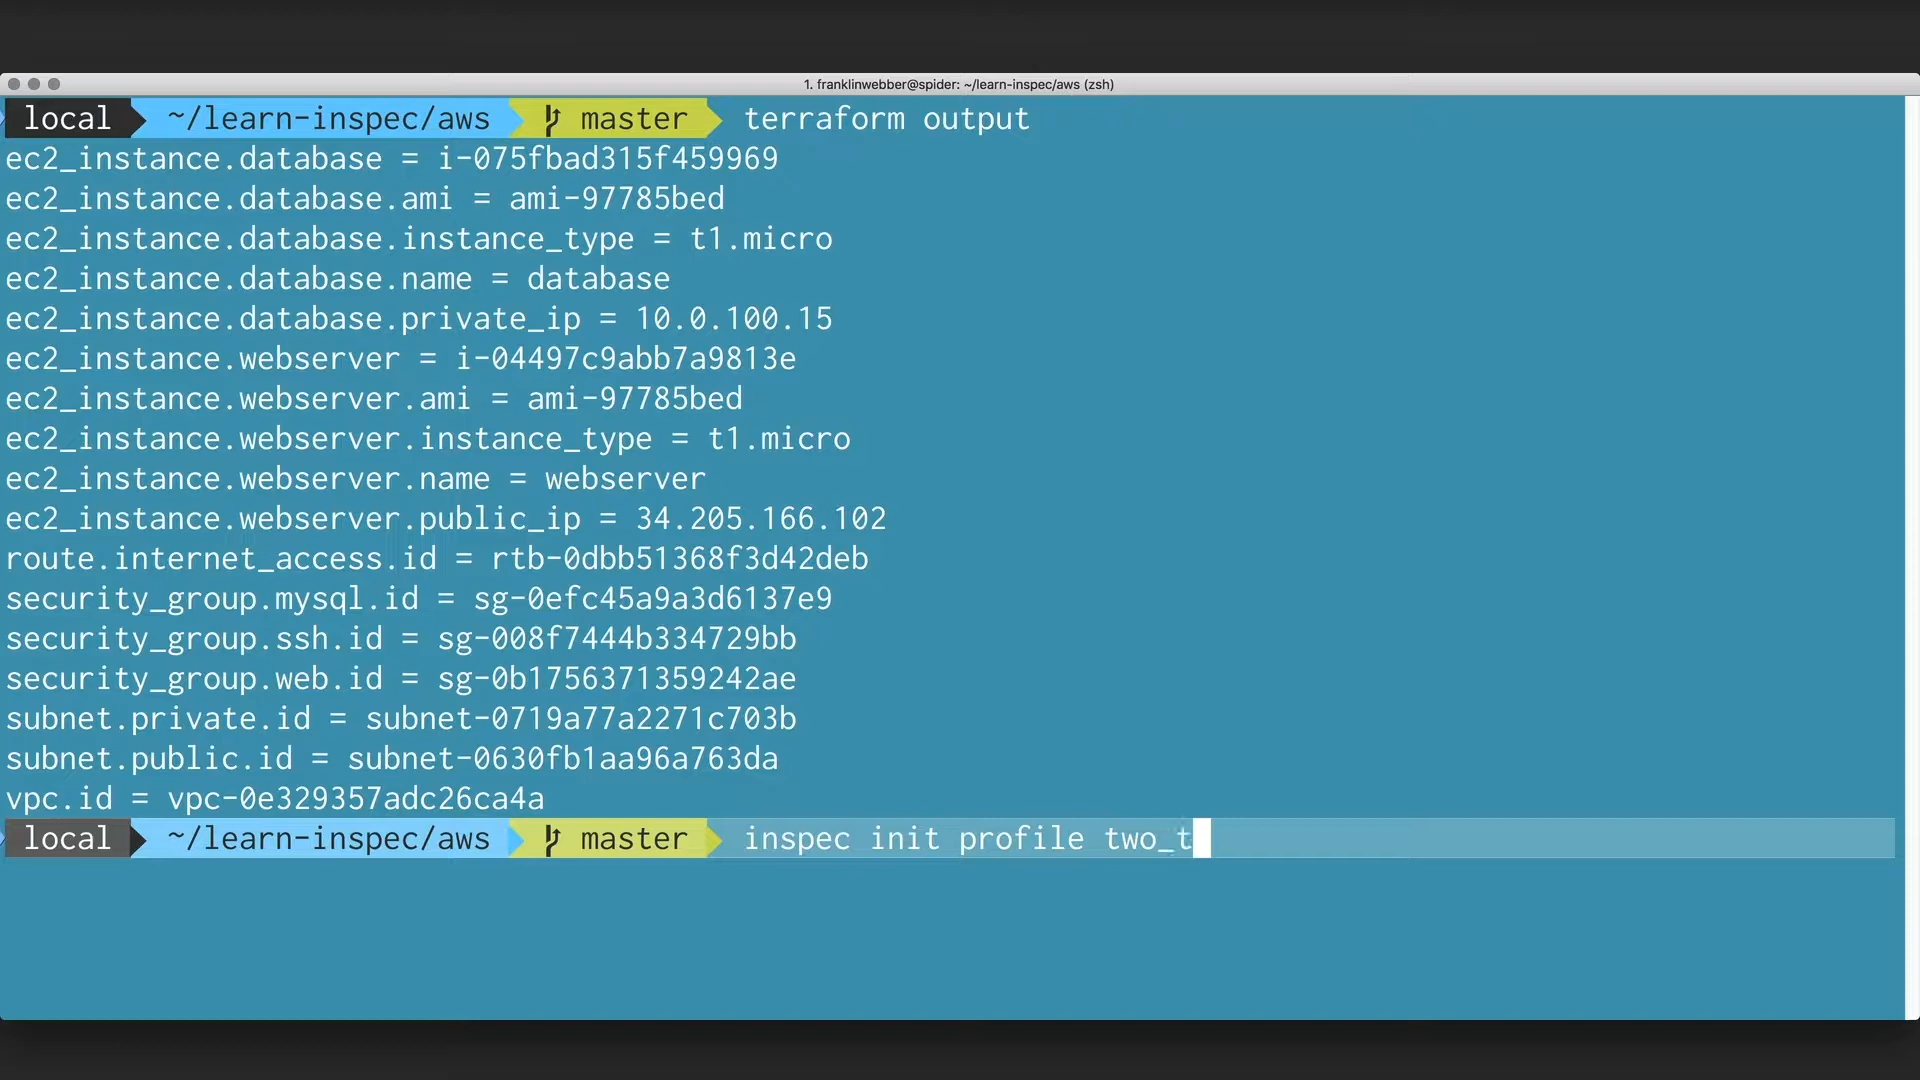 1. franklinwebber@spider: ~/learn-inspec/aws (zsh)
local ~/learn-inspec/aws master terraform output
ec2_instance.database = i-075fbad315f459969
ec2_instance.database.ami = ami-97785bed
ec2_instance.database.instance_type = t1.micro
ec2_instance.database.name = database
ec2_instance.database.private_ip = 10.0.100.15
ec2_instance.webserver = i-04497c9abb7a9813e
ec2_instance.webserver.ami = ami-97785bed
ec2_instance.webserver.instance_type = t1.micro
ec2_instance.webserver.name = webserver
ec2_instance.webserver.public_ip = 34.205.166.102
route.internet_access.id = rtb-0dbb51368f3d42deb
security_group.mysql.id = sg-0efc45a9a3d6137e9
security_group.ssh.id = sg-008f7444b334729bb
security_group.web.id = sg-0b1756371359242ae
subnet.private.id = subnet-0719a77a2271c703b
subnet.public.id = subnet-0630fb1aa96a763da
vpc.id = vpc-0e329357adc26ca4a
local ~/learn-inspec/aws master inspec init profile two_t